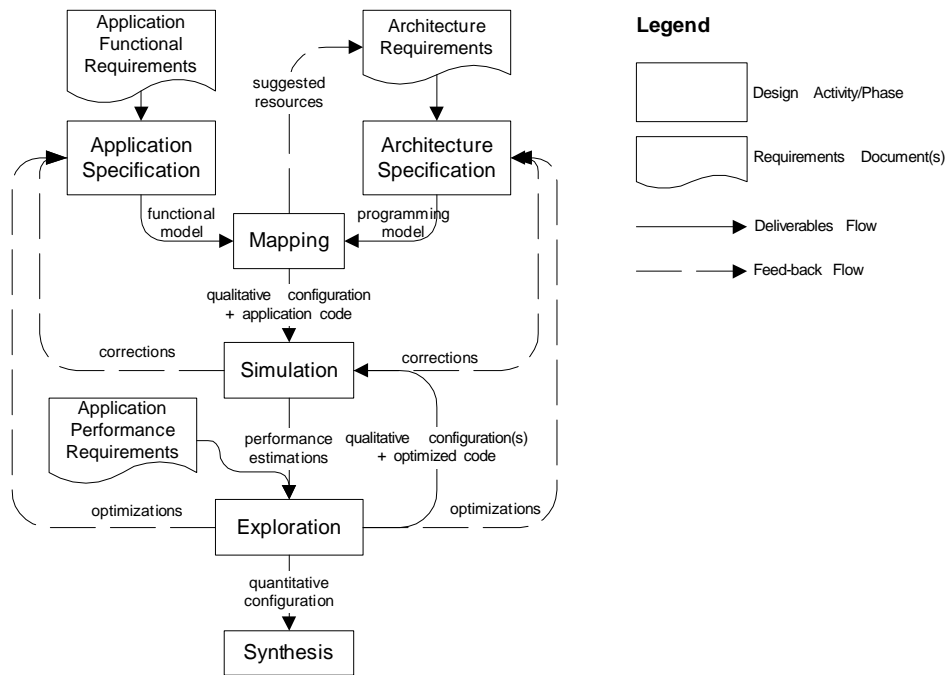 Application
Functional
Requirements
Architecture
Requirements
Legend
suggested
resources
Design Activity/Phase
Application
Specification
Architecture
Specification
Requirements Document(s)
functional
model
programming
model
Mapping
Deliverables Flow
Feed-back Flow
qualitative configuration
+ application code
corrections
Simulation
corrections
Application
Performance
Requirements
performance
estimations
qualitative configuration(s)
+ optimized code
optimizations
Exploration
optimizations
quantitative
configuration
Synthesis